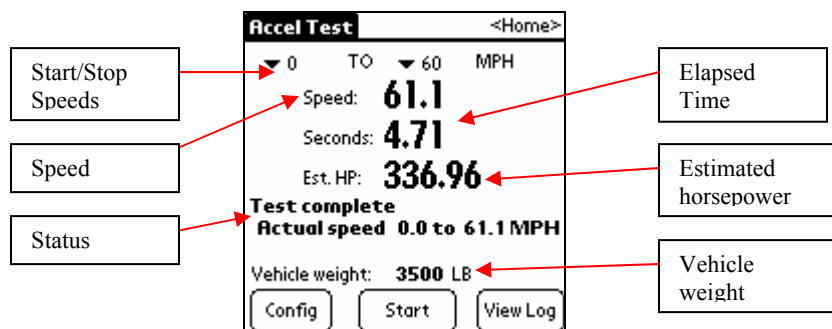 Accel Test <Home>
0 TO 60 MPH
Speed: 61.1
Seconds: 4.71
Est. HP: 336.96
Test complete
Actual speed 0.0 to 61.1 MPH
Vehicle weight: 3500 LB
Config Start View Log
Start/Stop
Speeds
Speed
Status
Elapsed
Time
Estimated
horsepower
Vehicle
weight